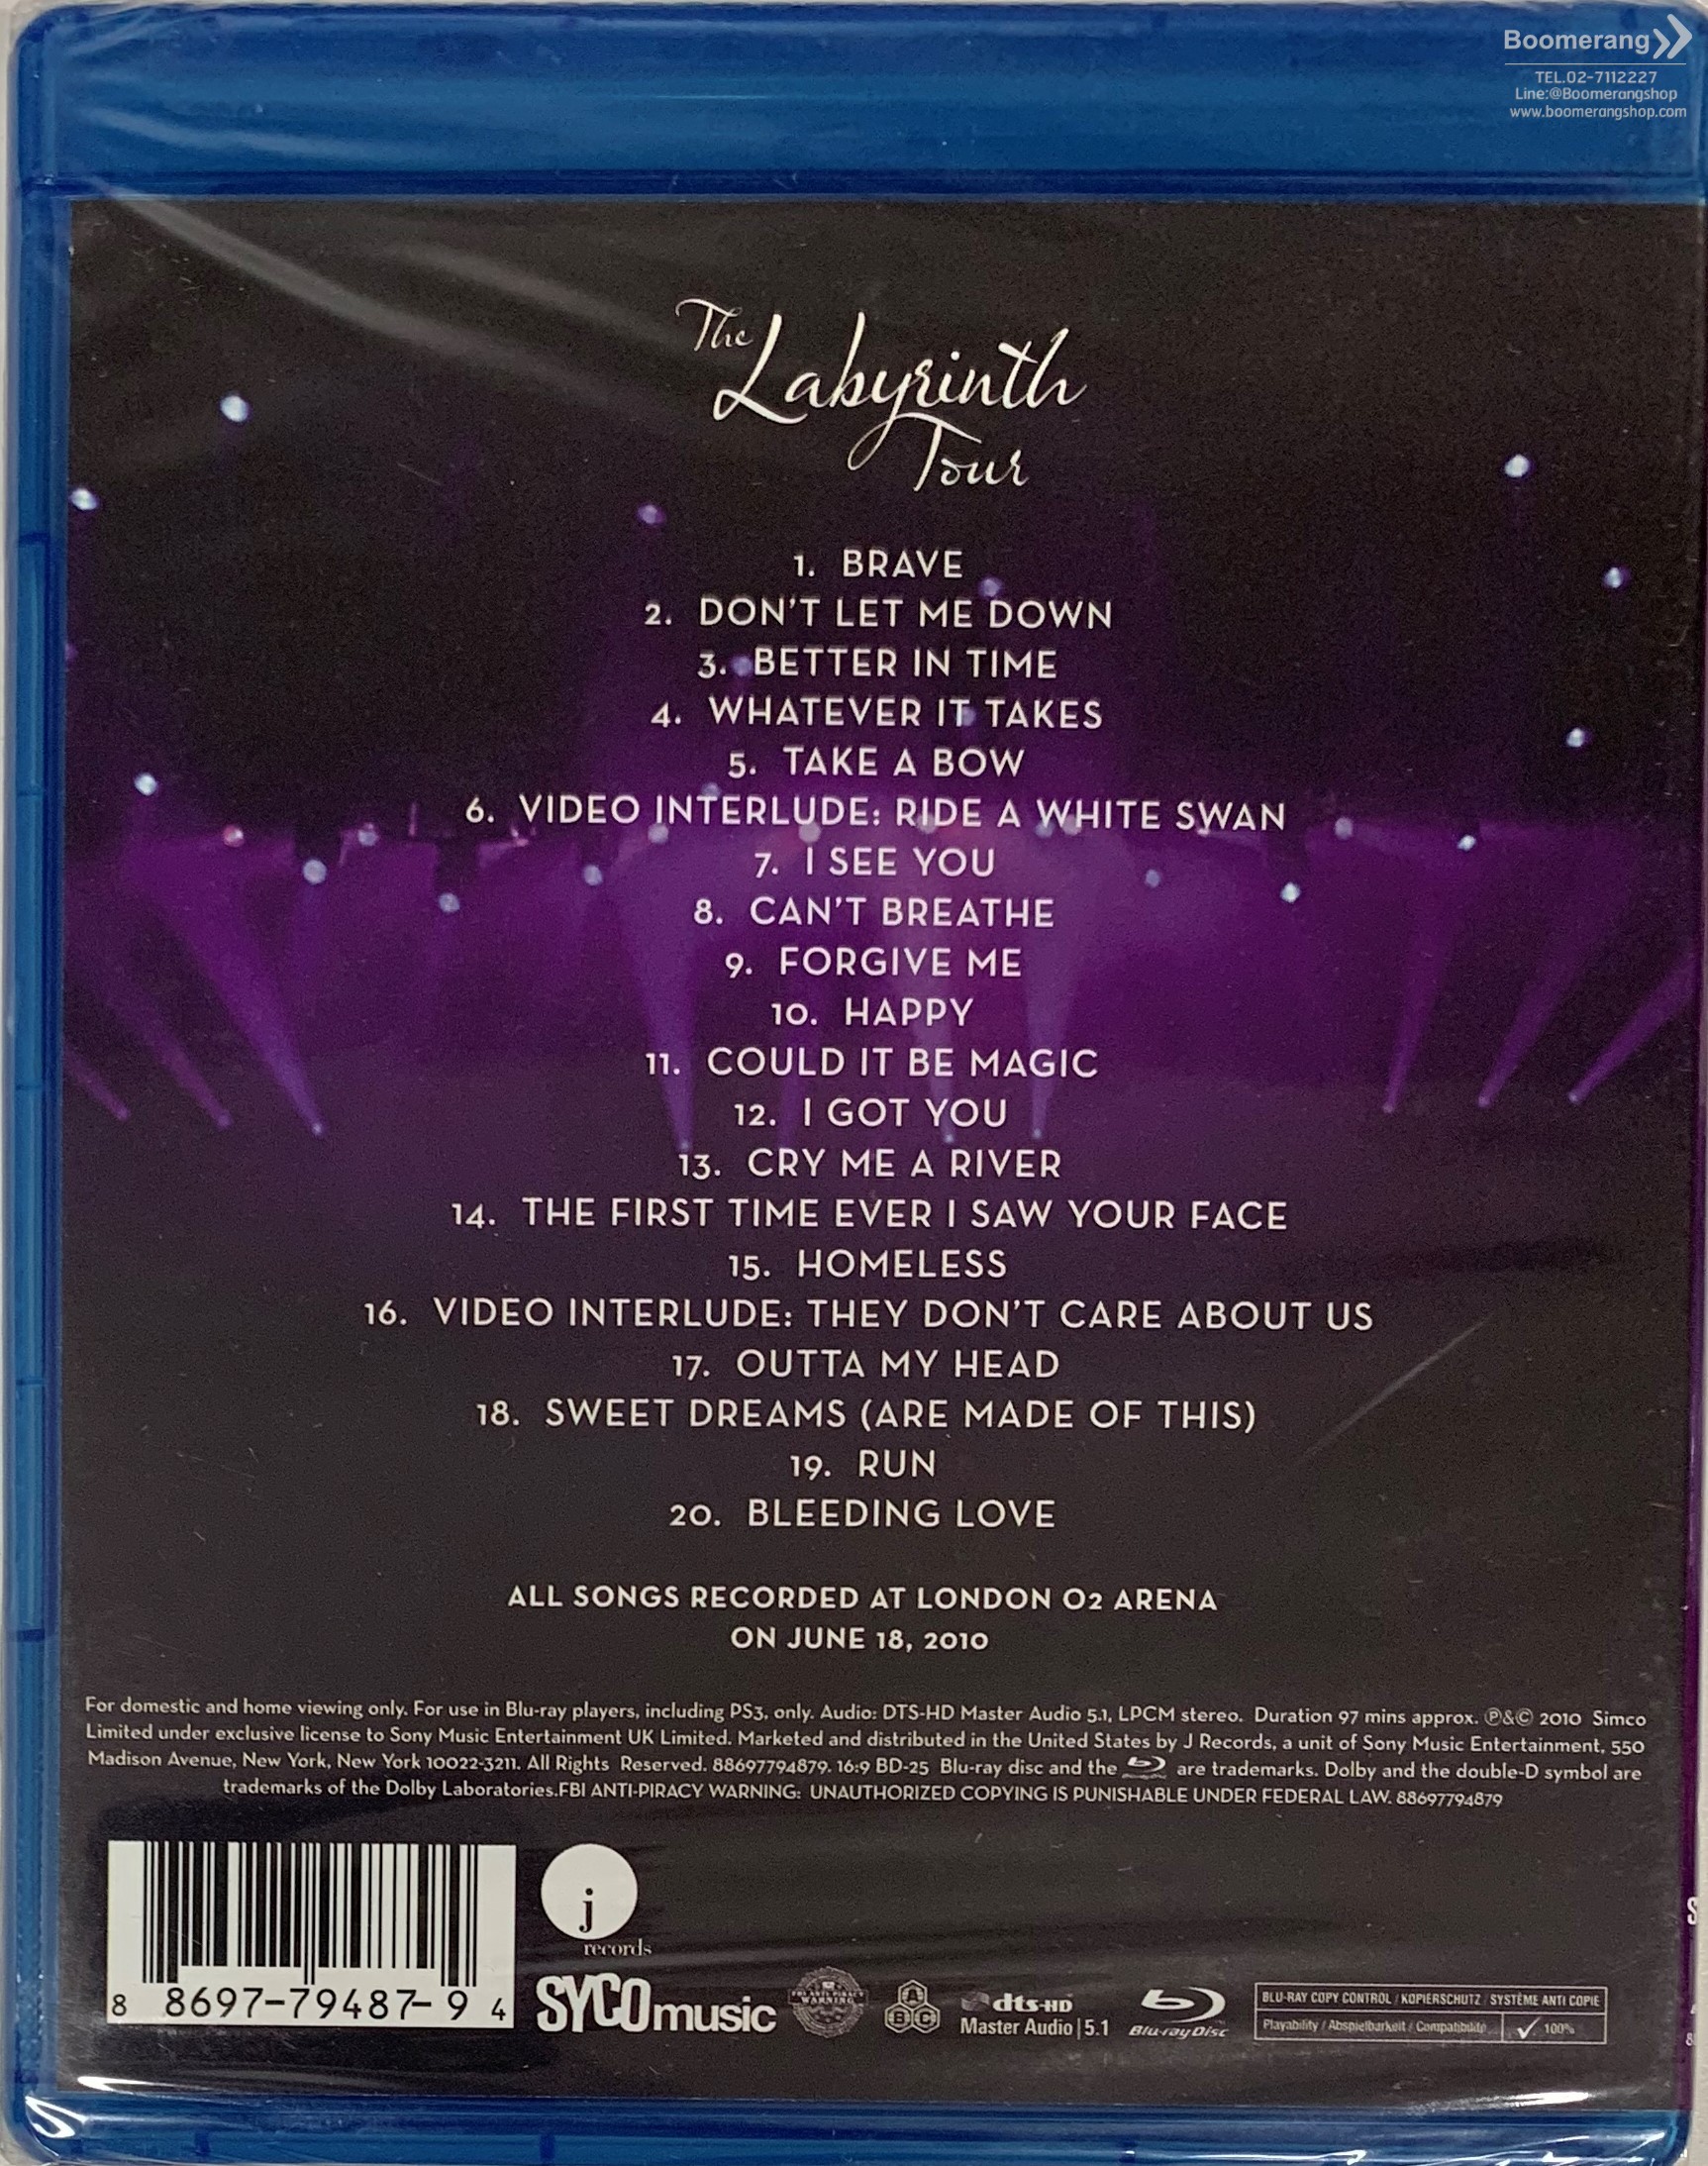 Boomerang
TEL.02-7112227
Line:@Boomerangshop
www.boomerangshop.com
The
Labyrinth
Tour
1. BRAVE
2. DON'T LET ME DOWN
3. BETTER IN TIME
4. WHATEVER IT TAKES
5. TAKE A BOW
6. VIDEO INTERLUDE: RIDE A WHITE SWAN
7. I SEE YOU
8. CAN'T BREATHE
9. FORGIVE ME
10. HAPPY
11. COULD IT BE MAGIC
12. I GOT YOU
13. CRY ME A RIVER
14. THE FIRST TIME EVER I SAW YOUR FACE
15. HOMELESS
16. VIDEO INTERLUDE: THEY DON'T CARE ABOUT US
17. OUTTA MY HEAD
18. SWEET DREAMS (ARE MADE OF THIS)
19. RUN
20. BLEEDING LOVE
ALL SONGS RECORDED AT LONDON O2 ARENA
ON JUNE 18, 2010
For domestic and home viewing only. For use in Blu-ray players, including PS3, only. Audio: DTS-HD Master Audio 5.1, LPCM stereo. Duration 97 mins approx. ℗&© 2010 Simco
Limited under exclusive license to Sony Music Entertainment UK Limited. Marketed and distributed in the United States by J Records, a unit of Sony Music Entertainment, 550
Madison Avenue, New York, New York 10022-3211. All Rights Reserved. 88697794879. 16:9 BD-25 Blu-ray disc and the are trademarks. Dolby and the double-D symbol are
trademarks of the Dolby Laboratories.FBI ANTI-PIRACY WARNING: UNAUTHORIZED COPYING IS PUNISHABLE UNDER FEDERAL LAW. 88697794879
8 8697-79487-9 4
j
records
SYCOmusic
FBI ANTI-PIRACY
WARNING
A
B C
dts-HD
Master Audio | 5.1
Blu-ray Disc
BLU-RAY COPY CONTROL / KOPIERSCHUTZ / SYSTÈME ANTI COPIE
Playability / Abspielbarkeit / Compatibilité ✓ 100%